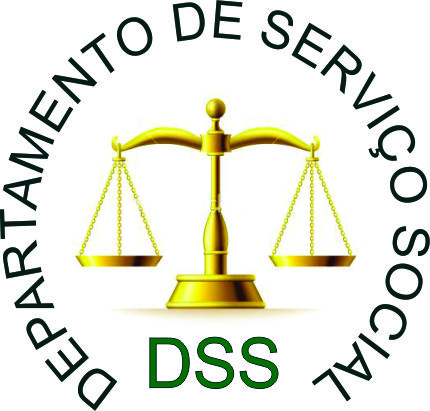 DEPARTAMENTO DE SERVIÇO SOCIAL
DSS